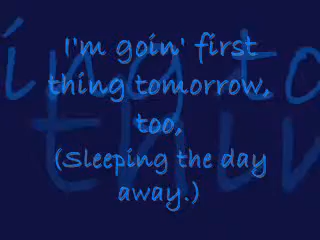 I'm goin' first
thing tomorrow,
too,
(Sleeping the day
away.)